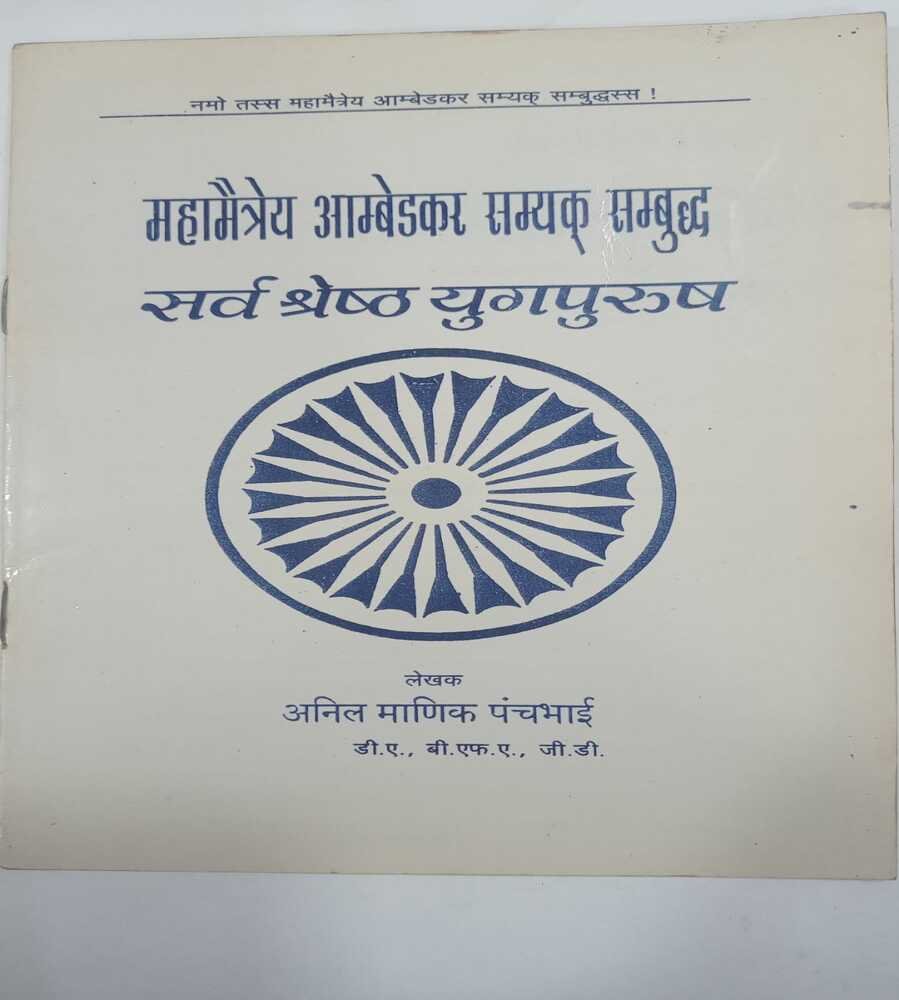 नमो तस्स महामैत्रेय आम्बेडकर सम्यक् सम्बुद्धस्स !
महामैत्रेय आम्बेडकर सम्यक् सम्बुद्ध
सर्व श्रेष्ठ युगपुरुष
लेखक
अनिल माणिक पंचभाई
डी.ए., बी.एफ.ए., जी.डी.